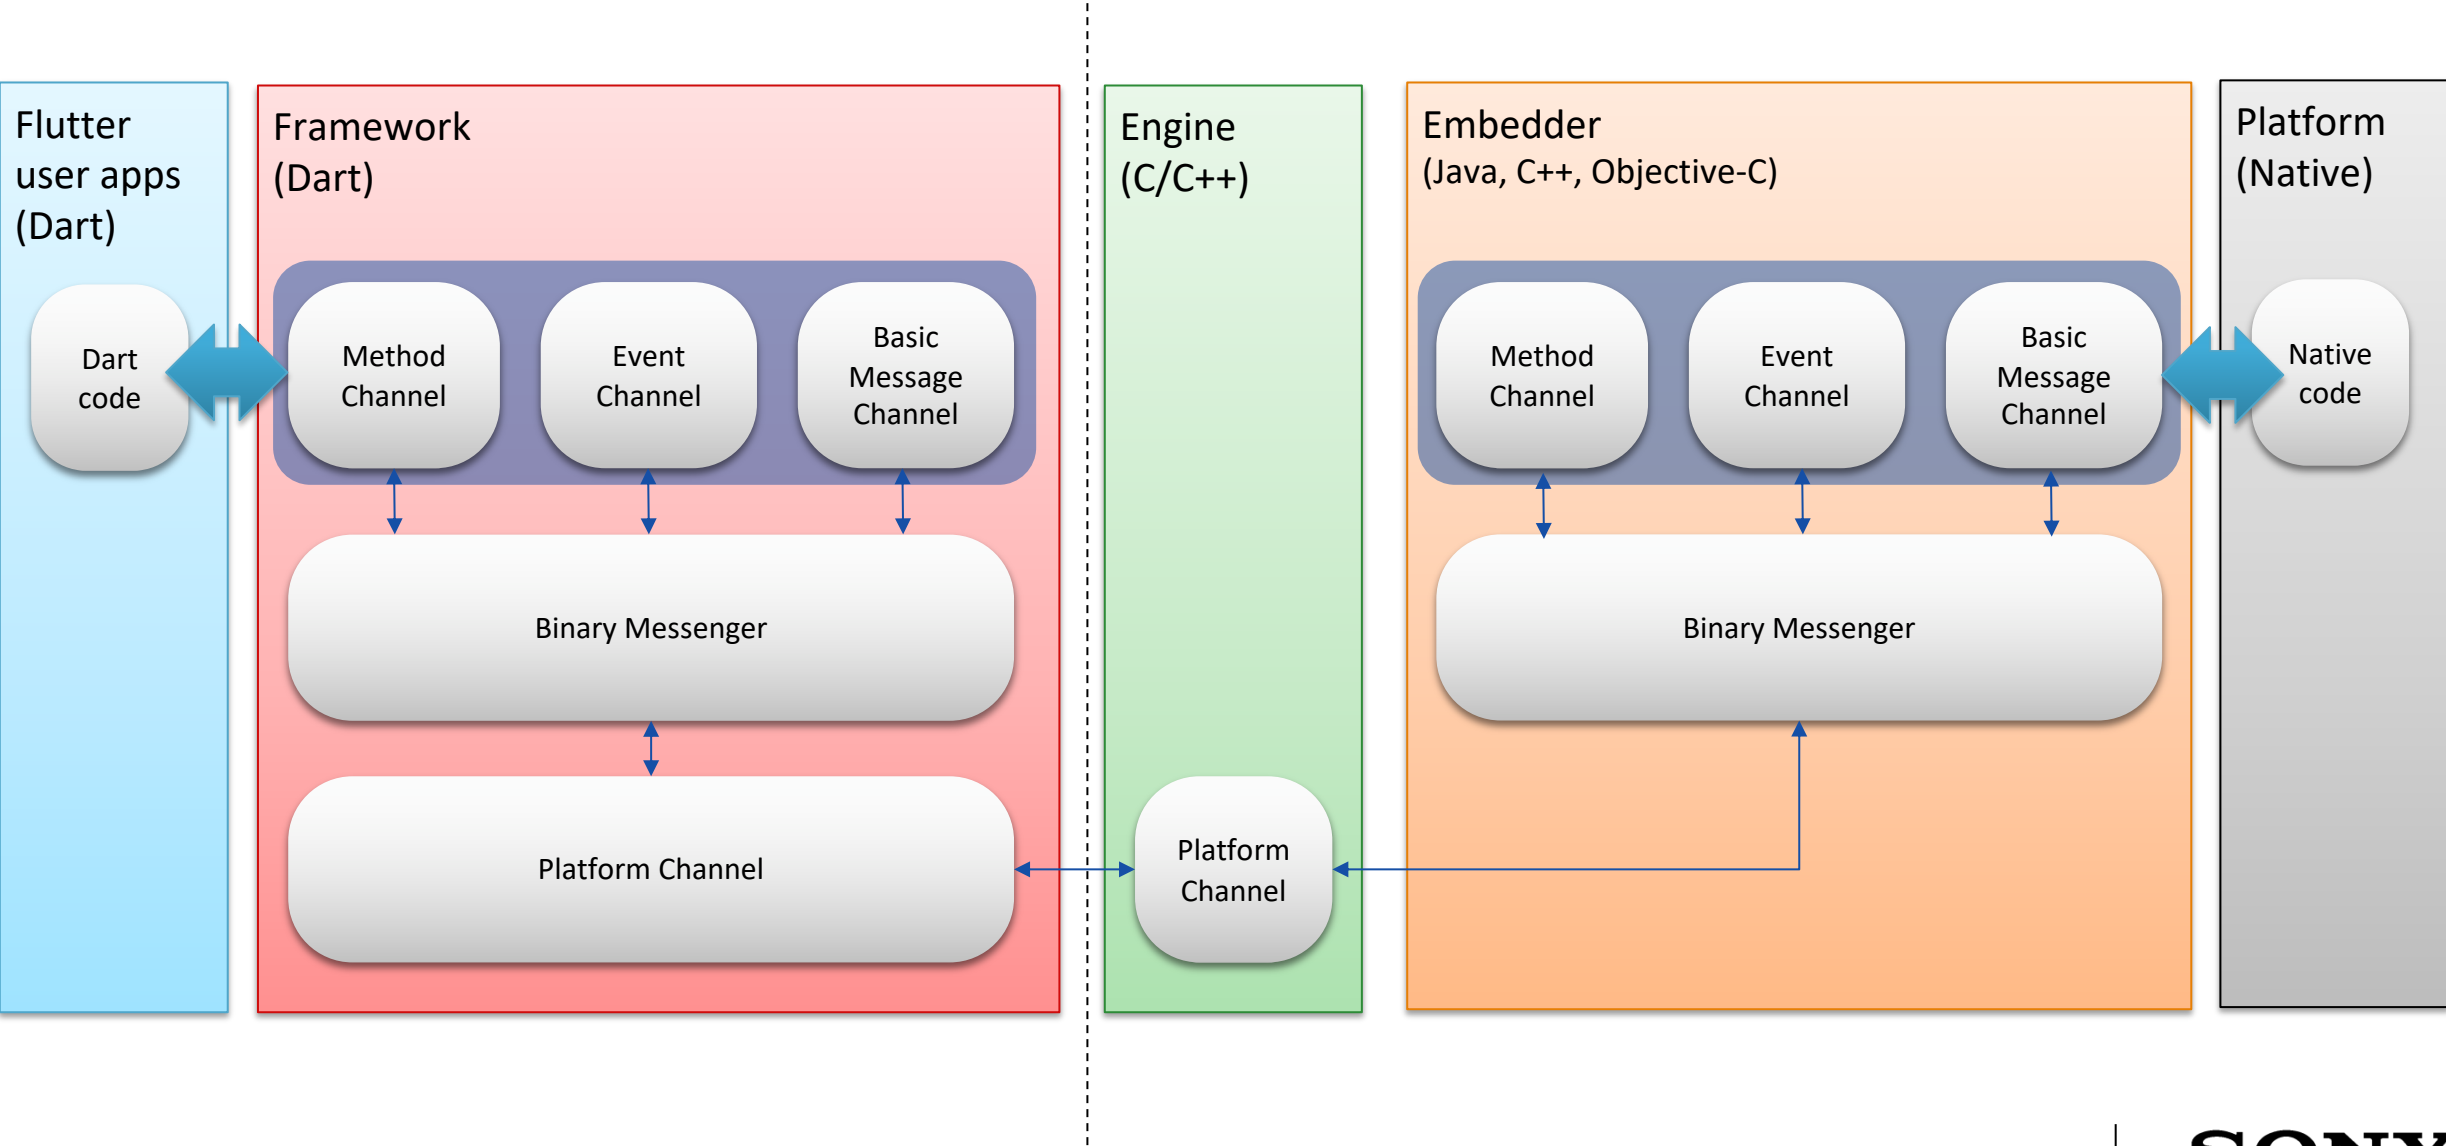 Flutter
user apps
(Dart)
Dart
code
Framework
(Dart)
Method
Channel
Event
Channel
Basic
Message
Channel
Binary Messenger
Platform Channel
Engine
(C/C++)
Platform
Channel
Embedder
(Java, C++, Objective-C)
Method
Channel
Event
Channel
Basic
Message
Channel
Binary Messenger
Platform
(Native)
Native
code
SONY